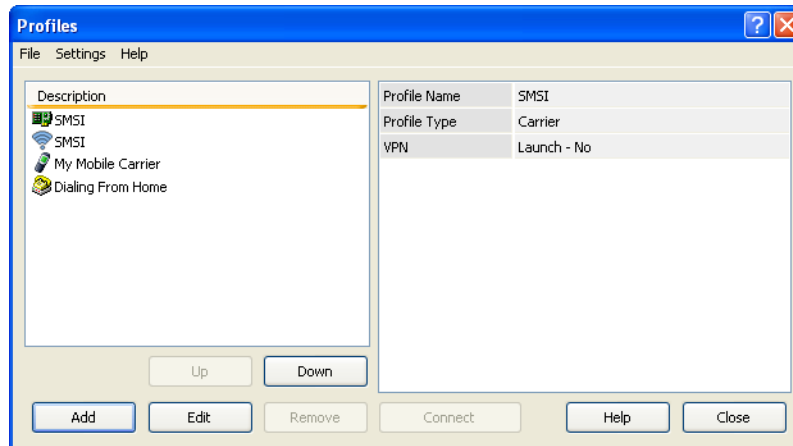 Profiles
File Settings Help
Description
SMSI
SMSI
My Mobile Carrier
Dialing From Home
Profile Name SMSI
Profile Type Carrier
VPN Launch - No
Up Down
Add Edit Remove Connect Help Close